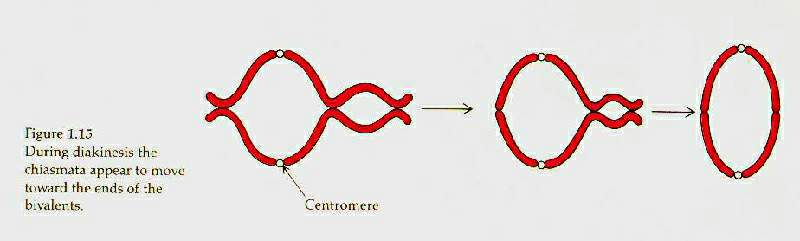 Figure 1.15
During diakinesis the
chiasmata appear to move
toward the ends of the
bivalents.
Centromere